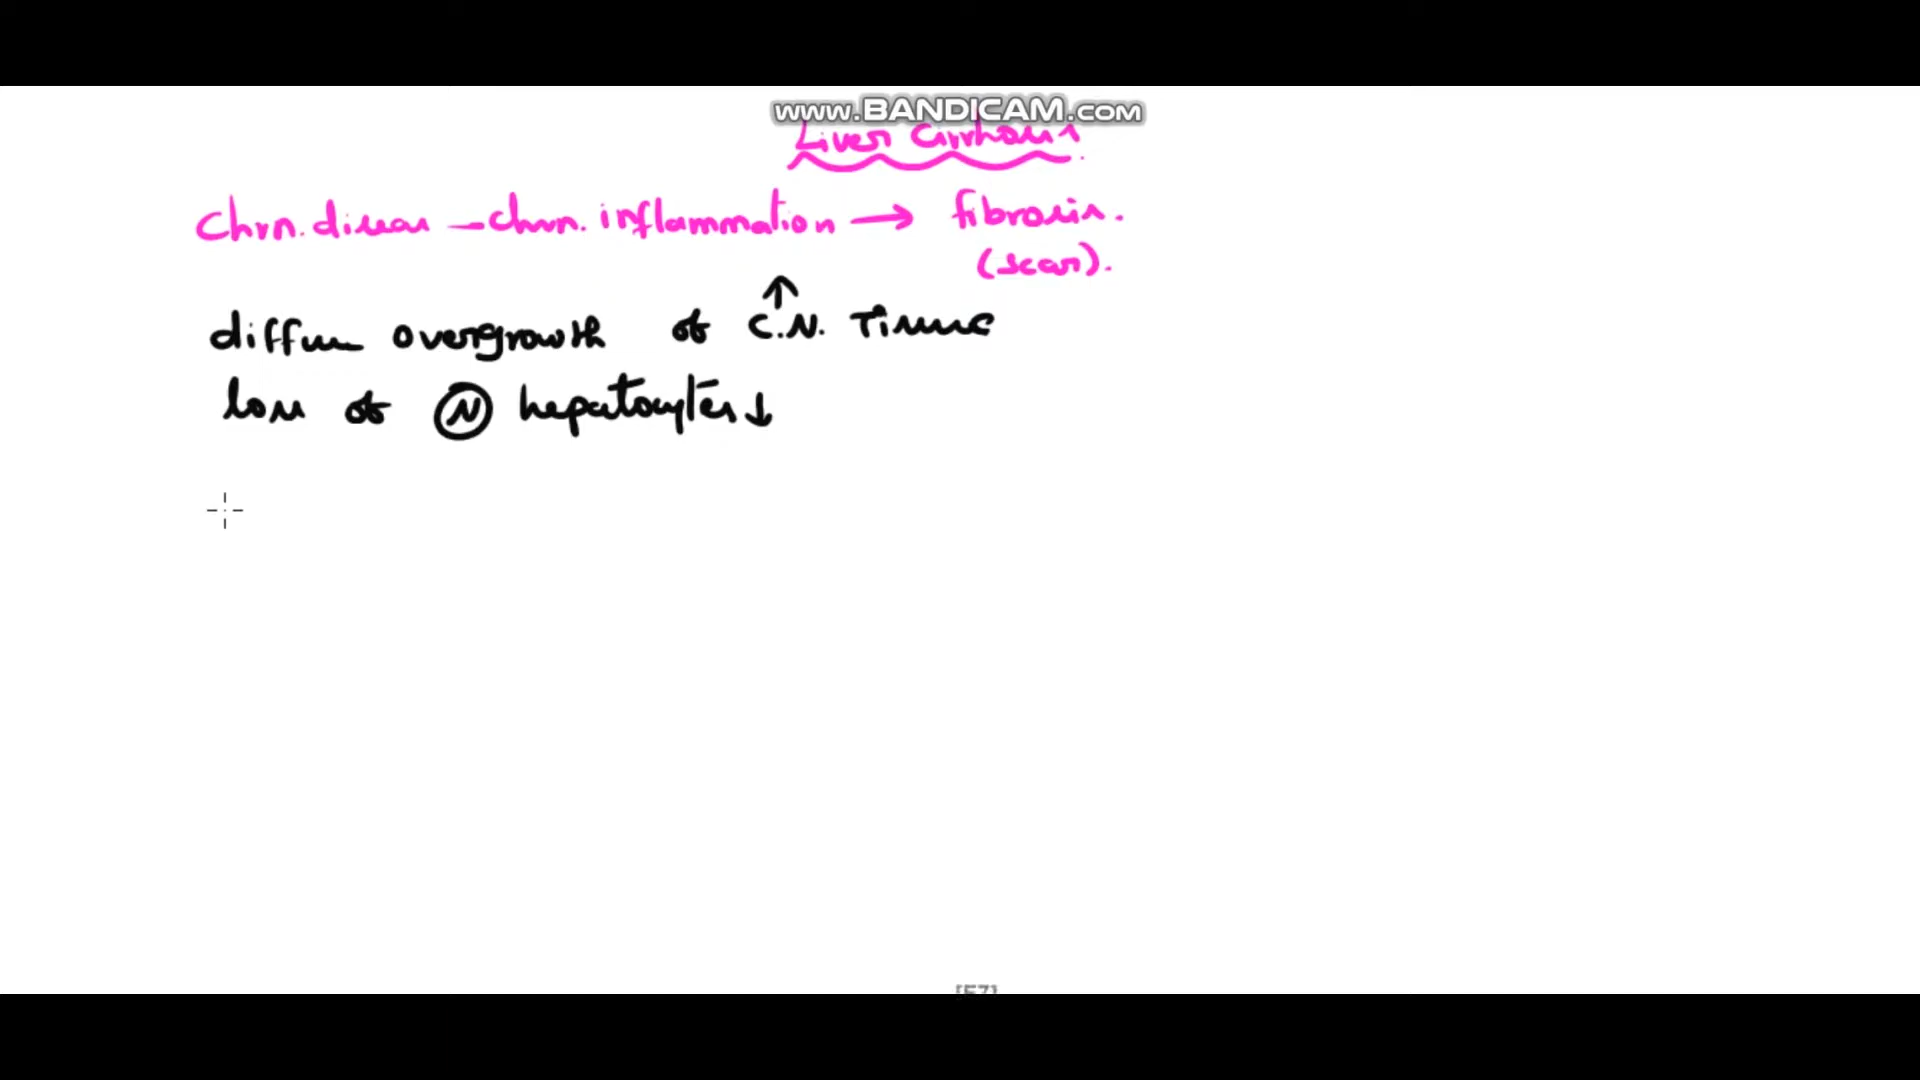 www.BANDICAM.com
Liver Cirrhosis.
Chrn. disease - chrn. inflammation → fibrosis.
(scar).
diffuse overgrowth of C.N. Tissue ↑
loss of Ⓝ hepatocytes ↓